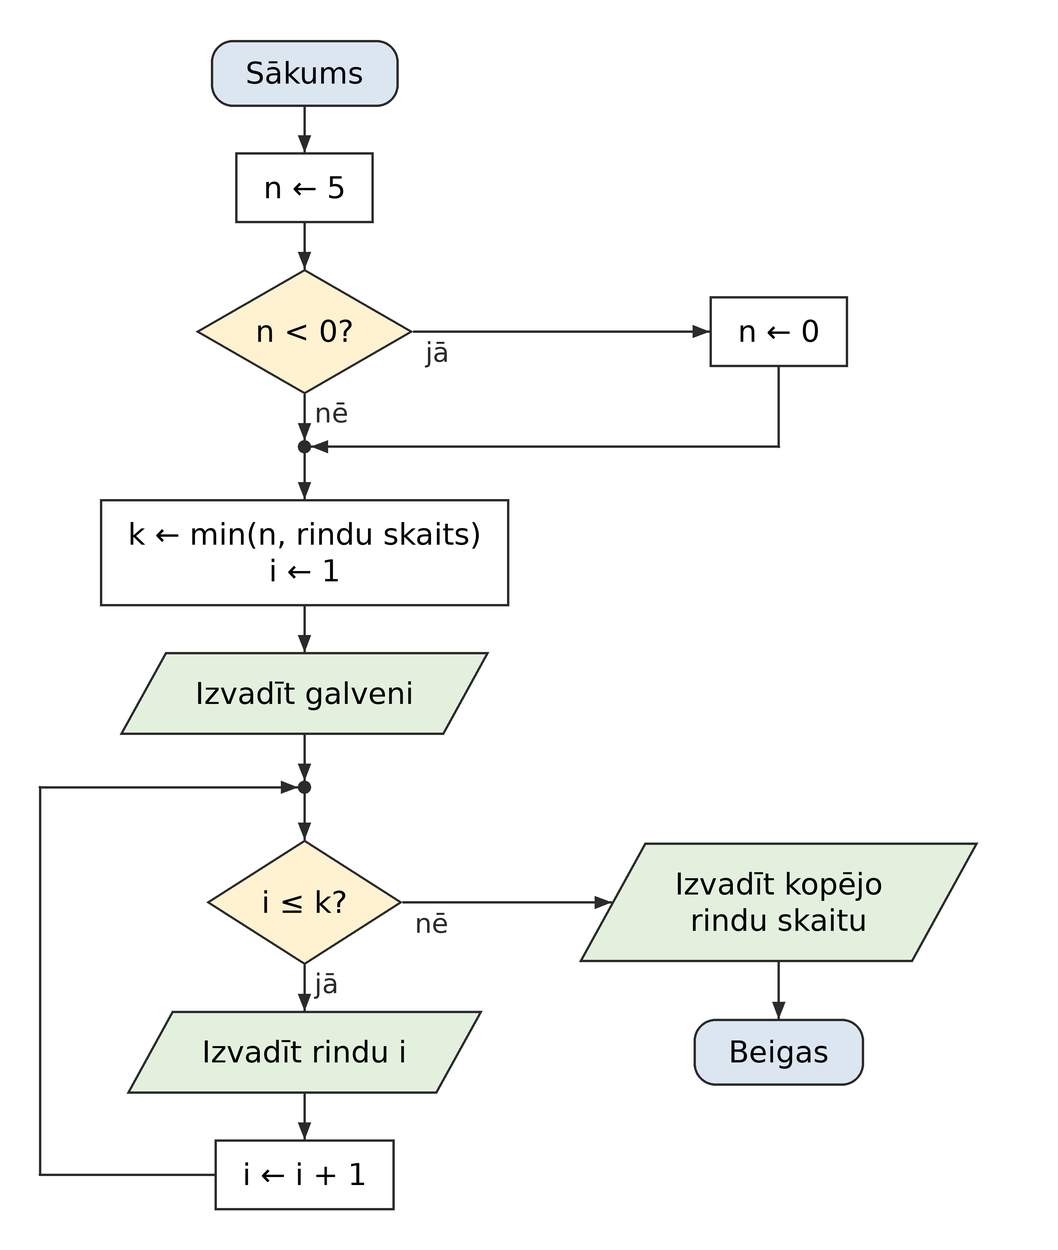 Sākums
n ← 5
n < 0?
jā
n ← 0
nē
k ← min(n, rindu skaits)
i ← 1
Izvadīt galveni
i ≤ k?
nē
Izvadīt kopējo
rindu skaitu
jā
Izvadīt rindu i
Beigas
i ← i + 1